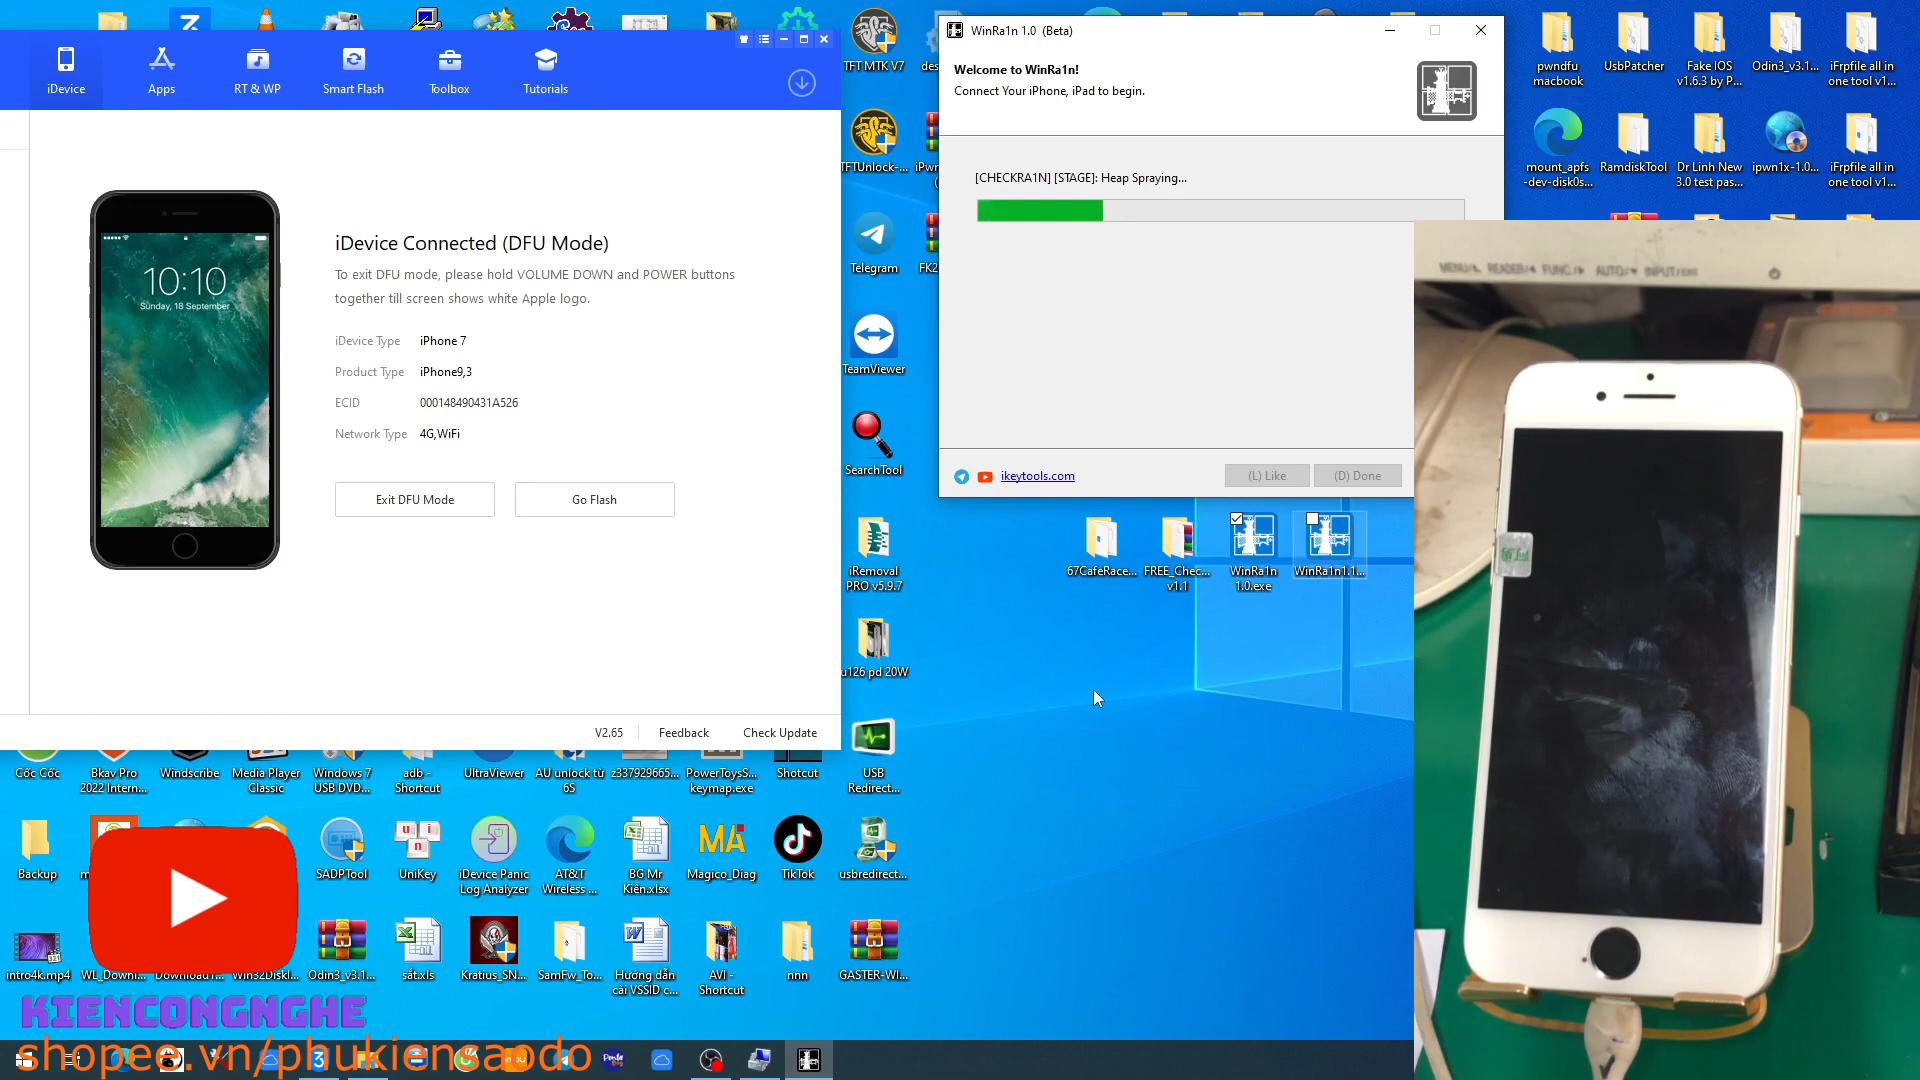 iDevice
Apps
RT & WP
Smart Flash
Toolbox
Tutorials
iDevice Connected (DFU Mode)
To exit DFU mode, please hold VOLUME DOWN and POWER buttons
together till screen shows white Apple logo.
iDevice Type iPhone 7
Product Type iPhone9,3
ECID 000148490431A526
Network Type 4G,WiFi
Exit DFU Mode
Go Flash
10:10
Sunday, 18 September
V2.65
Feedback
Check Update
WinRa1n 1.0 (Beta)
Welcome to WinRa1n!
Connect Your iPhone, iPad to begin.
[CHECKRA1N] [STAGE]: Heap Spraying...
ikeytools.com
(L) Like
(D) Done
TFT MTK V7
TFTUnlock-...
Telegram
TeamViewer
SearchTool
iRemoval
PRO v5.9.7
u126 pd 20W
USB
Redirect...
usbredirect...
GASTER-WI...
67CafeRace...
FREE_Chec...
v1.1
WinRa1n
1.0.exe
WinRa1n1.1...
pwndfu
macbook
UsbPatcher
Fake IOS
v1.6.3 by P...
Odin3_v3.1...
iFrpfile all in
one tool v1...
mount_apfs
-dev-disk0s...
RamdiskTool
Dr Linh New
3.0 test pas...
ipwn1x-1.0...
iFrpfile all in
one tool v1...
Cốc Cốc
Bkav Pro
2022 Intern...
Windscribe
Media Player
Classic
Windows 7
USB DVD...
adb -
Shortcut
UltraViewer
AU unlock từ
6S
z337929665...
PowerToysS...
keymap.exe
Shotcut
Backup
SADPTool
UniKey
iDevice Panic
Log Analyzer
AT&T
Wireless ...
BG Mr
Kiên.xlsx
Magico_Diag
TikTok
intro4k.mp4
Odin3_v3.1...
sắt.xls
Kratius_SN...
SamFw_To...
Hướng dẫn
cài VSSID c...
AVI -
Shortcut
nnn
KIENCONGNGHE
shopee.vn/phukiensaodo